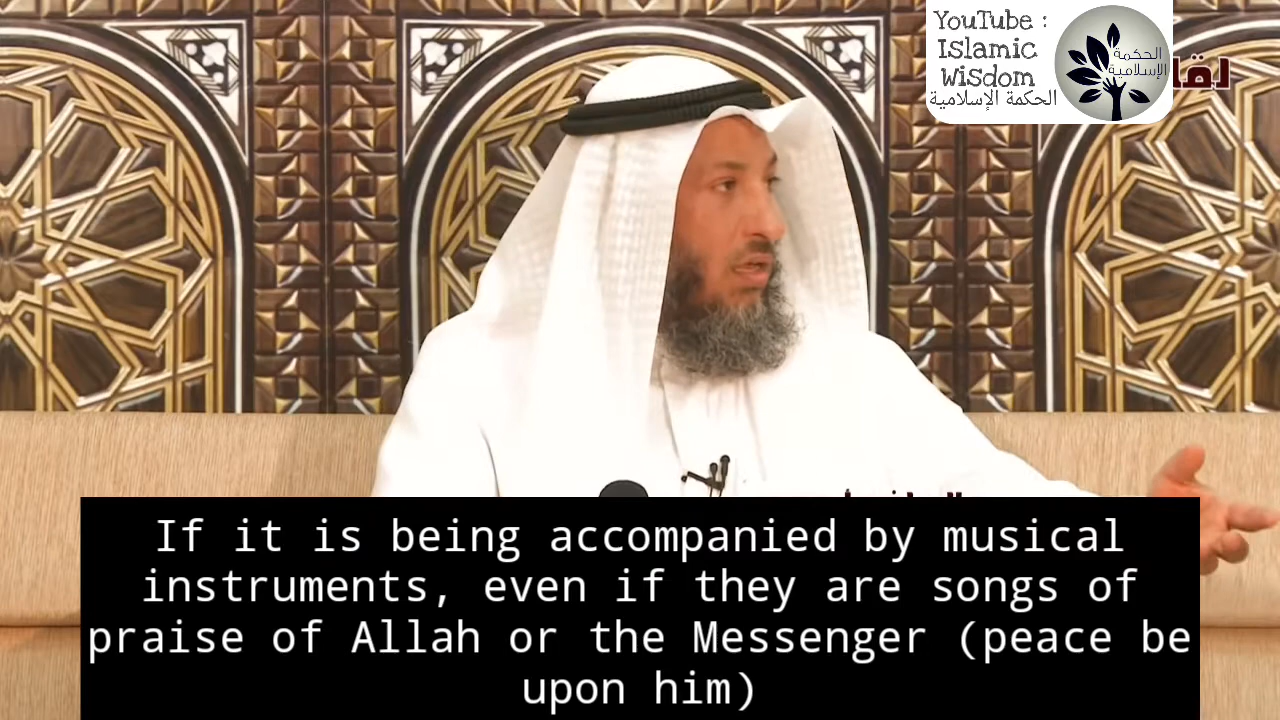 YouTube :
Islamic
Wisdom
الحكمة الإسلامية
الحكمة
الإسلامية
لقا
If it is being accompanied by musical
instruments, even if they are songs of
praise of Allah or the Messenger (peace be
upon him)